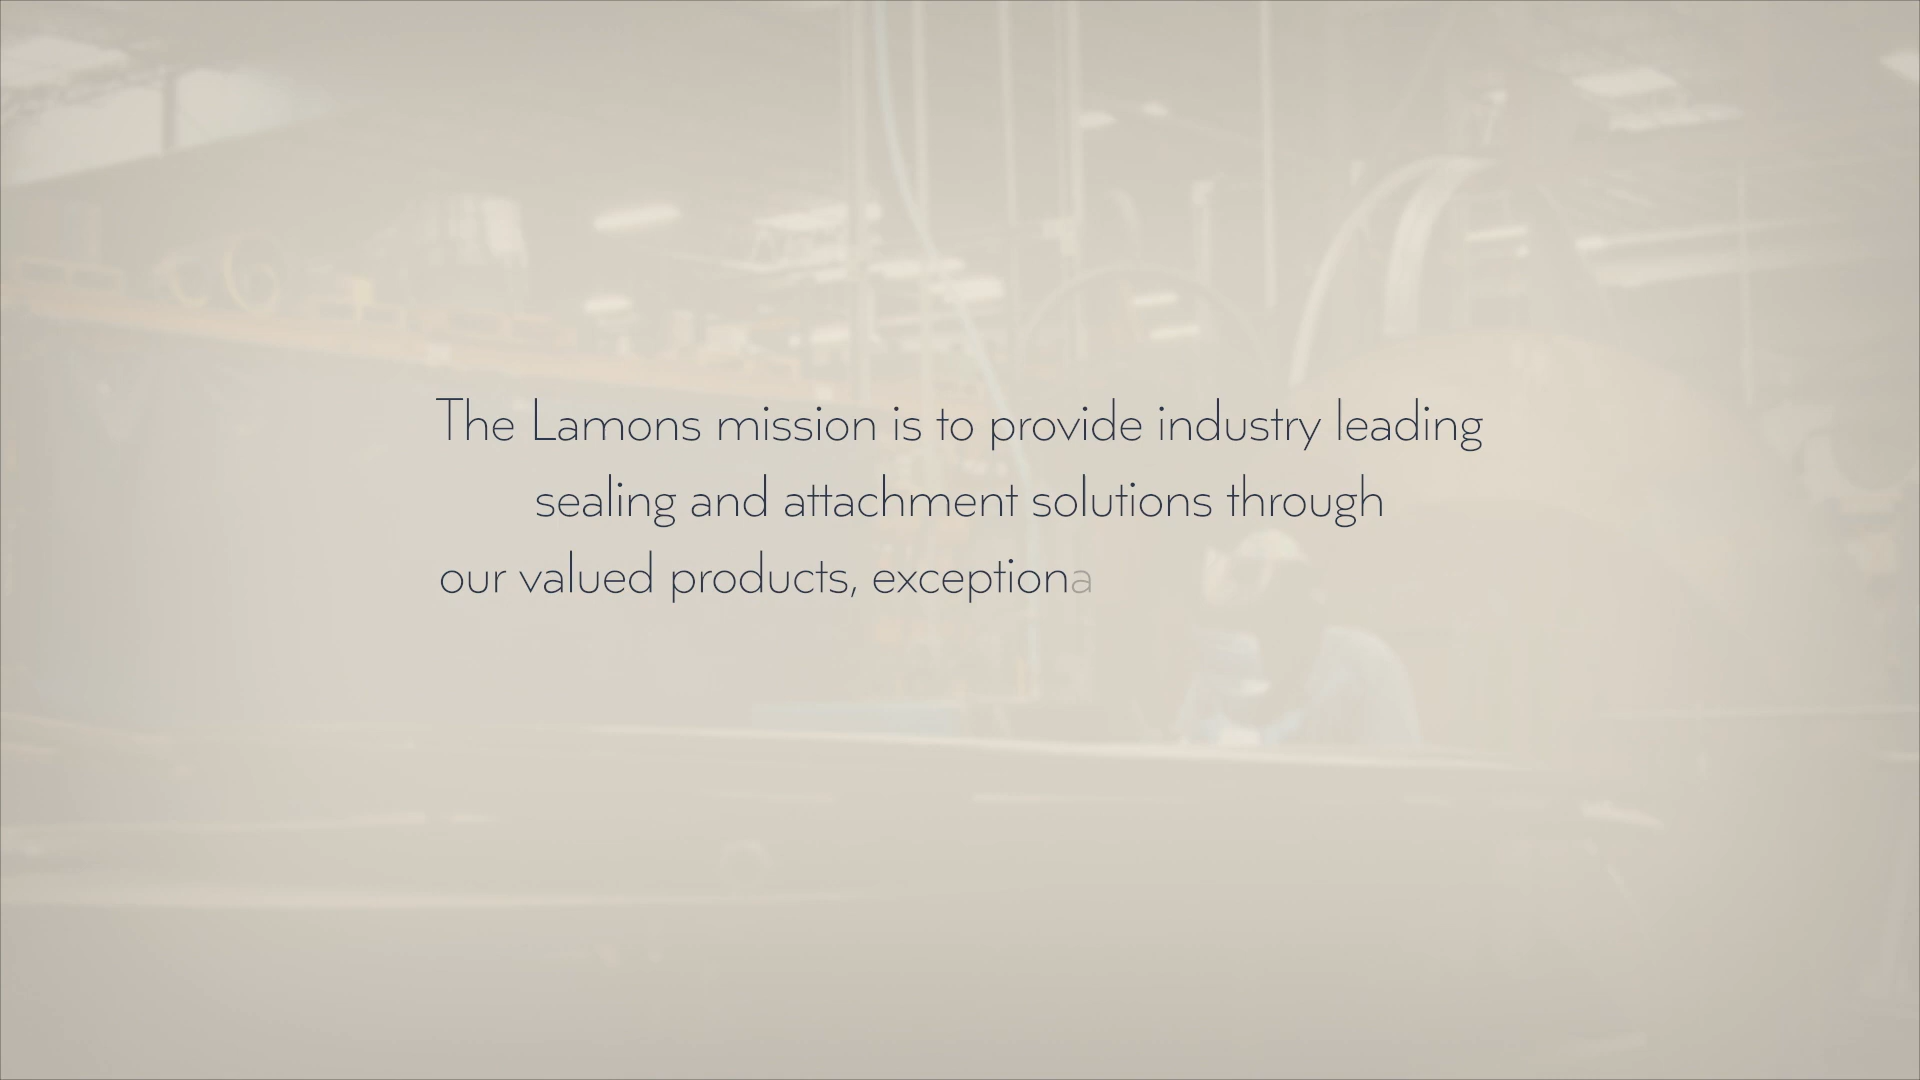 The Lamons mission is to provide industry leading
sealing and attachment solutions through
our valued products, exceptiona